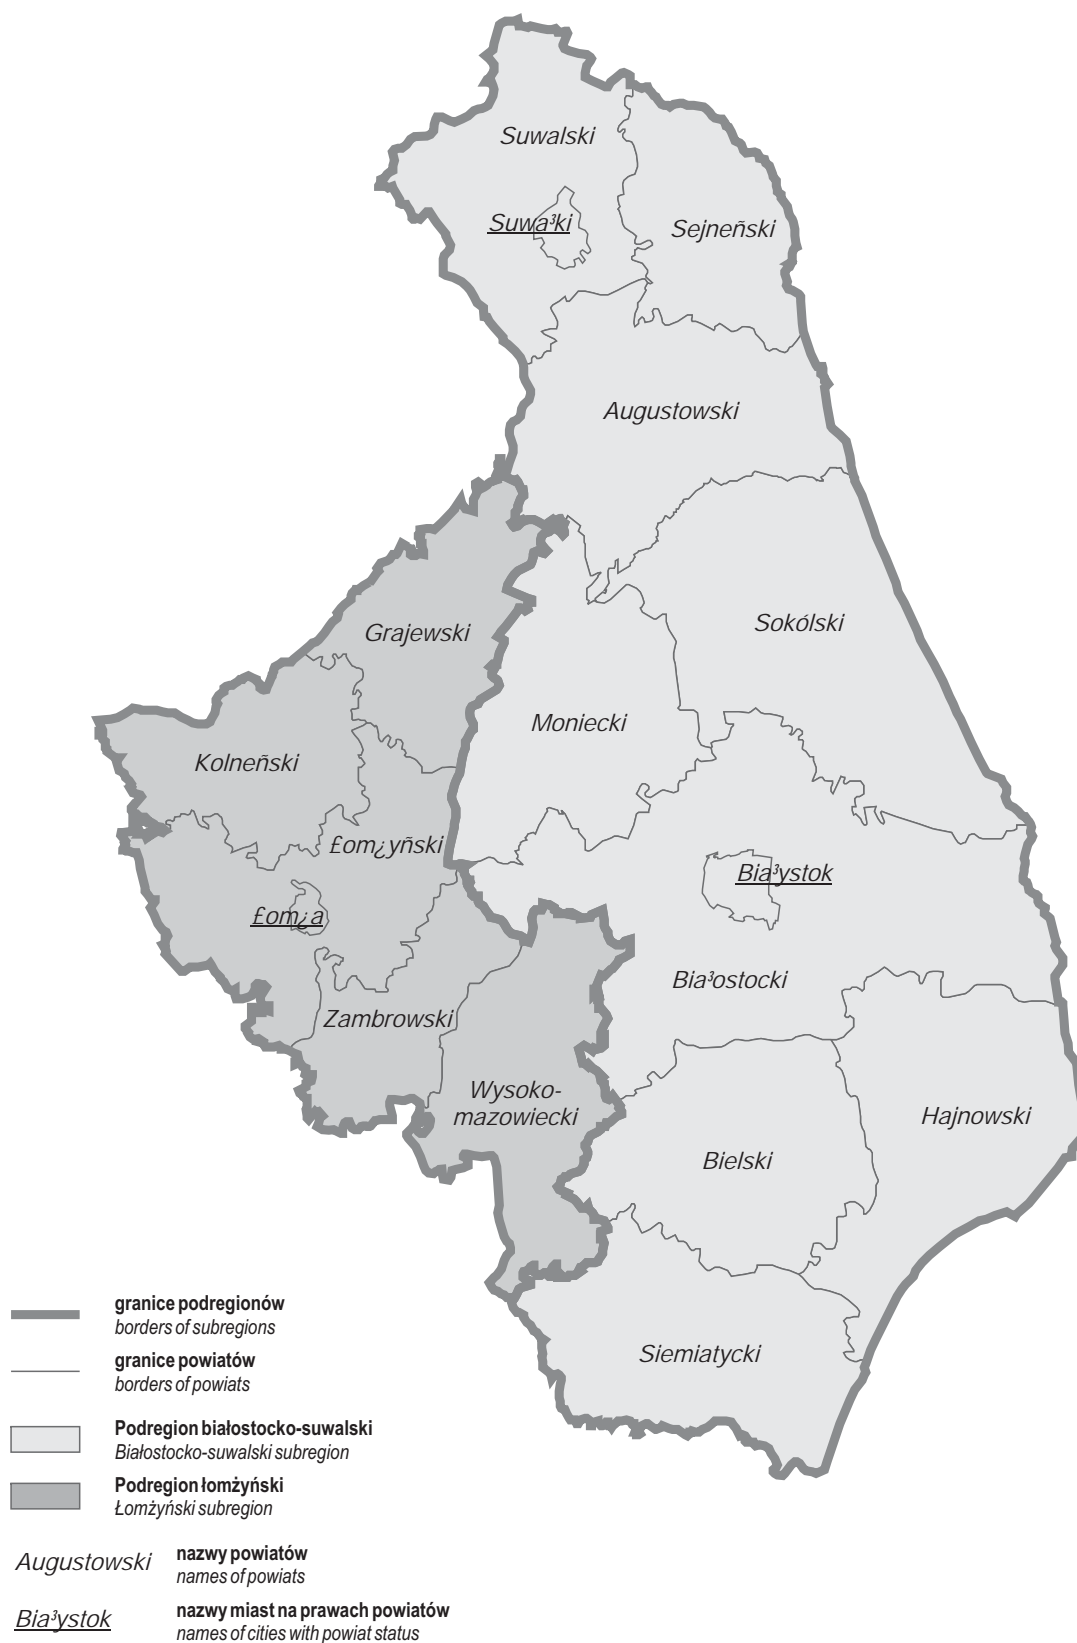 Suwalski
Suwa³ki
Sejneñski
Augustowski
Grajewski
Sokólski
Moniecki
Kolneñski
£om¿yñski
Bia³ystok
£om¿a
Bia³ostocki
Zambrowski
Wysoko-
mazowiecki
Hajnowski
Bielski
Siemiatycki
granice podregionów
borders of subregions
granice powiatów
borders of powiats
Podregion białostocko-suwalski
Białostocko-suwalski subregion
Podregion łomżyński
Łomżyński subregion
Augustowski
nazwy powiatów
names of powiats
Bia³ystok
nazwy miast na prawach powiatów
names of cities with powiat status